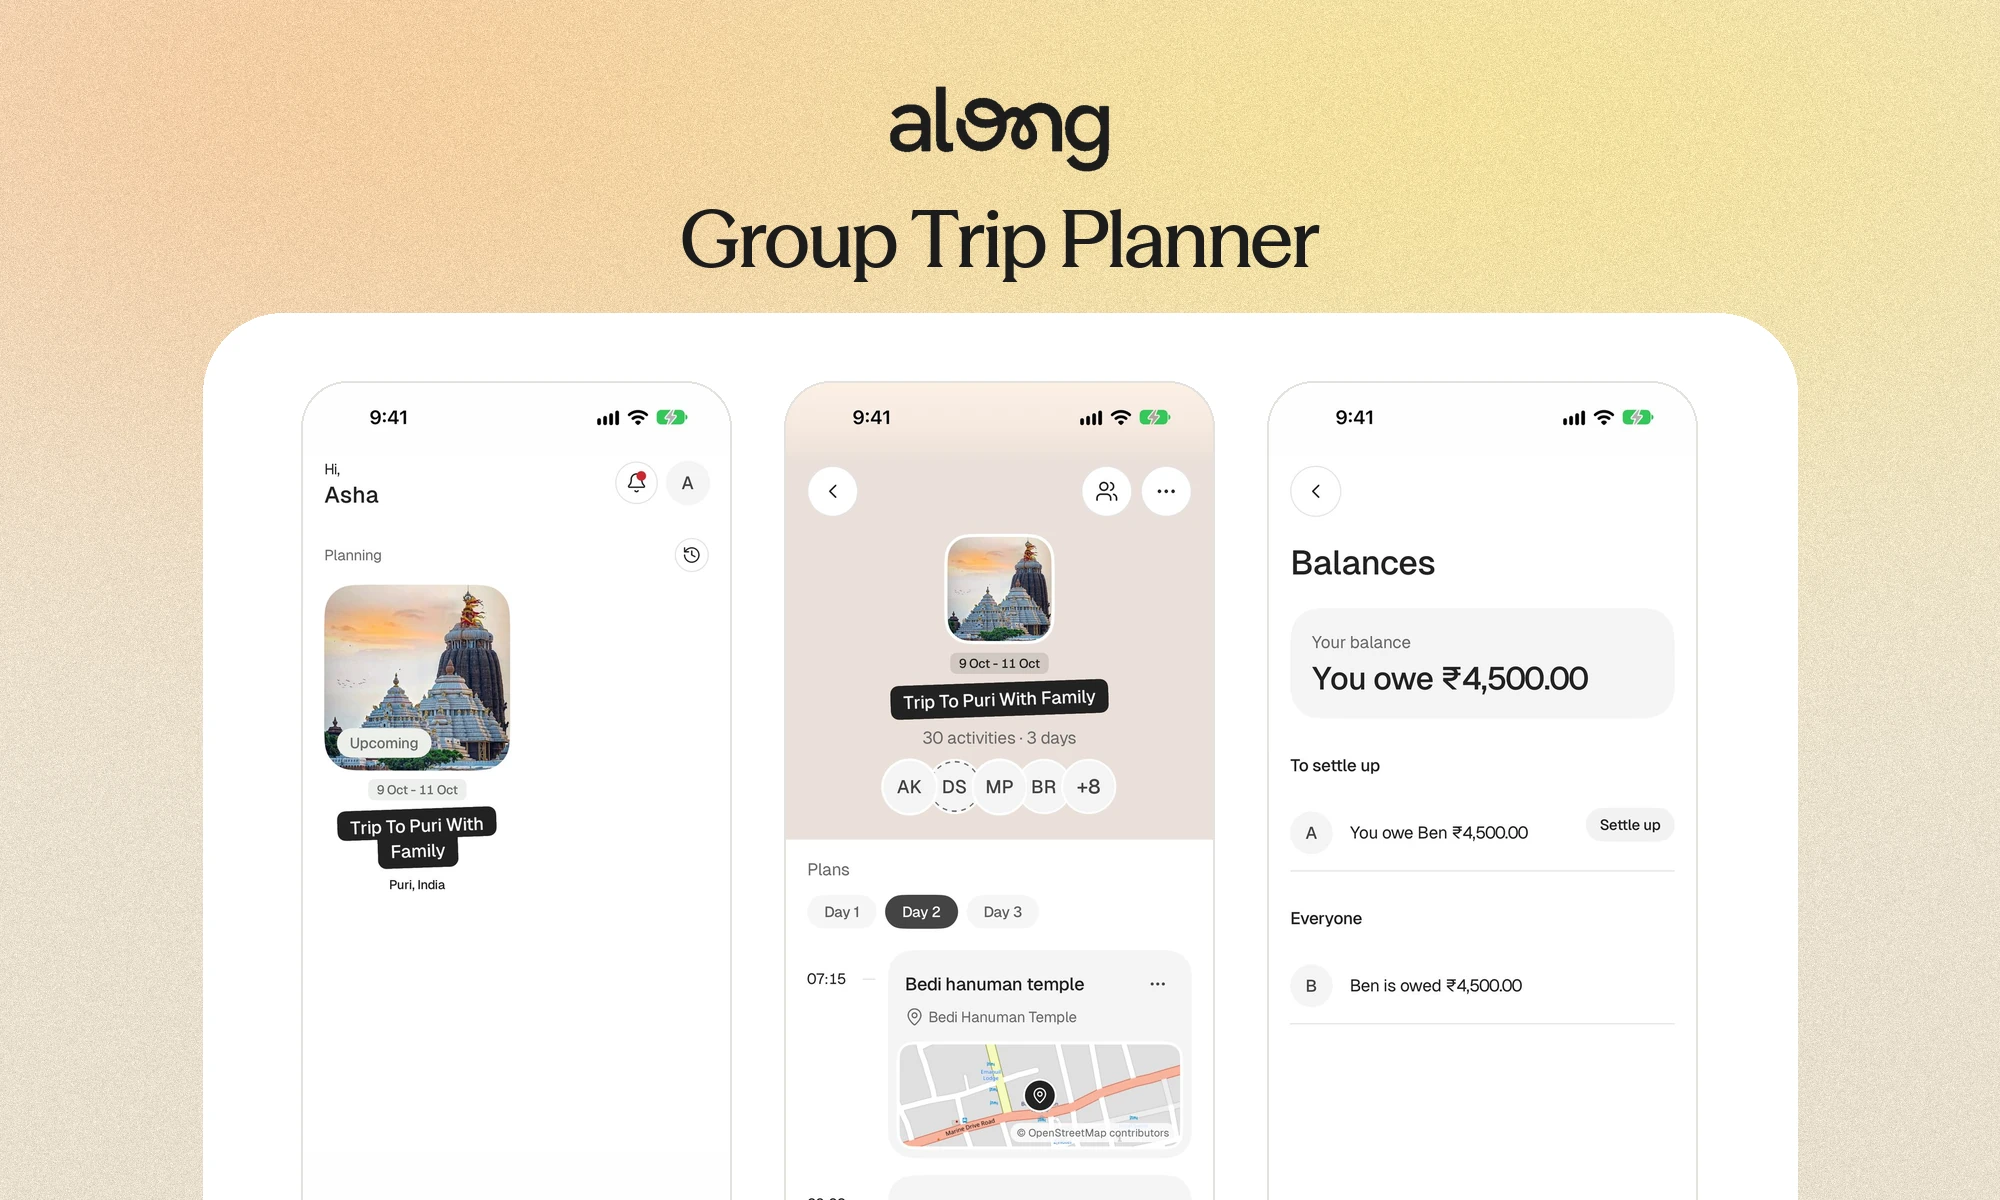 along
Group Trip Planner
9:41
Hi,
Asha
A
Planning
Upcoming
9 Oct - 11 Oct
Trip To Puri With
Family
Puri, India
9:41
9 Oct - 11 Oct
Trip To Puri With Family
30 activities · 3 days
AK DS MP BR +8
Plans
Day 1 Day 2 Day 3
07:15
Bedi hanuman temple
Bedi Hanuman Temple
Marine Drive Road
© OpenStreetMap contributors
9:41
Balances
Your balance
You owe ₹4,500.00
To settle up
A You owe Ben ₹4,500.00 Settle up
Everyone
B Ben is owed ₹4,500.00